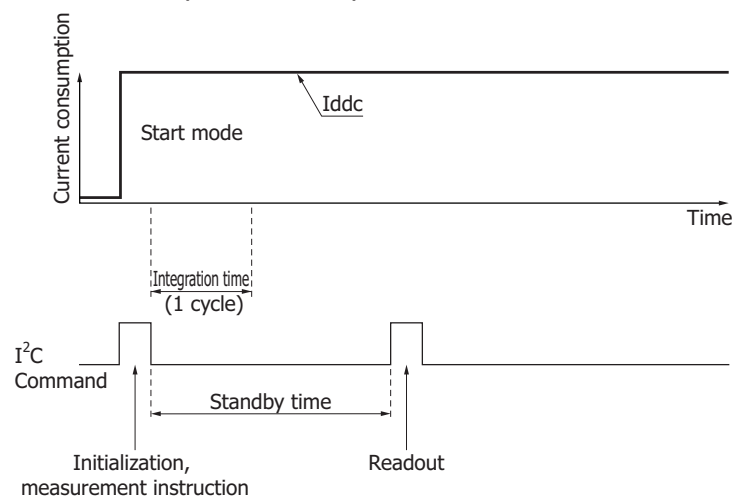 Current consumption
Iddc
Start mode
Time
Integration time
(1 cycle)
I²C
Command
Standby time
Initialization,
measurement instruction
Readout